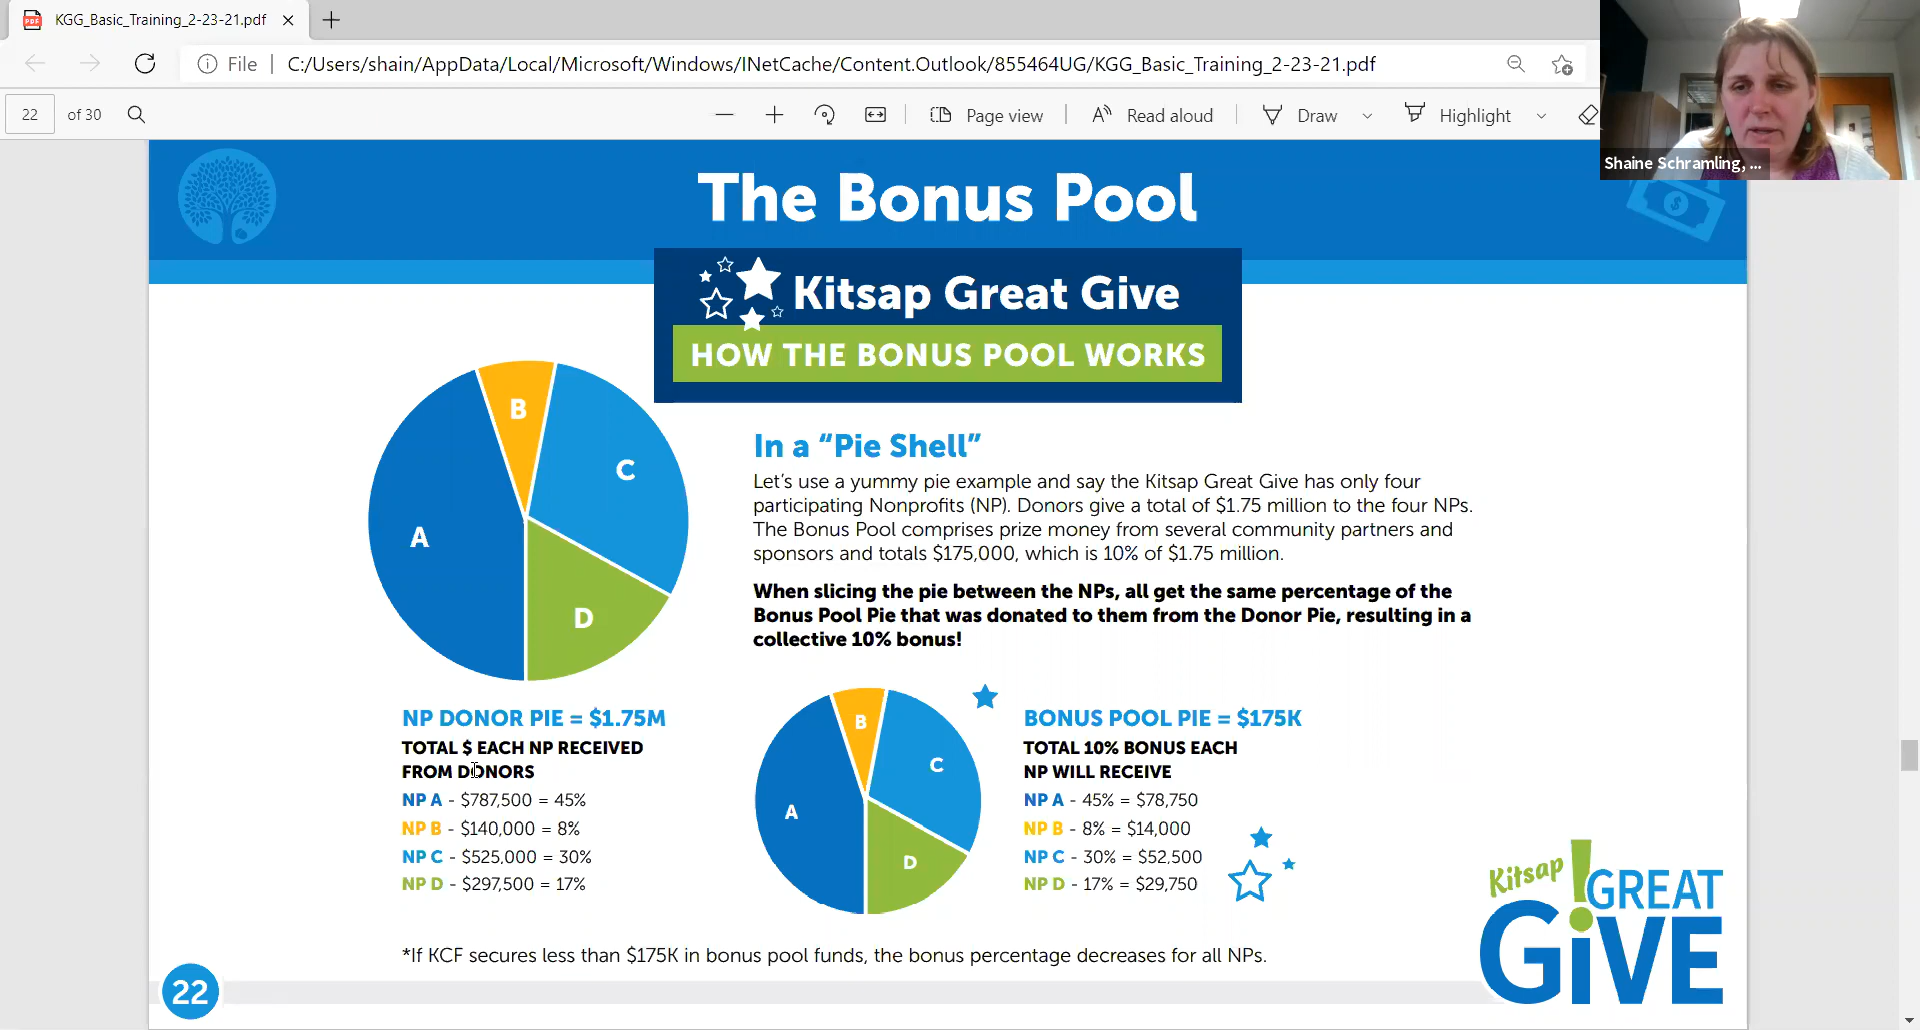 KGG_Basic_Training_2-23-21.pdf
File | C:/Users/shain/AppData/Local/Microsoft/Windows/INetCache/Content.Outlook/855464UG/KGG_Basic_Training_2-23-21.pdf
22 of 30 Page view Read aloud Draw Highlight
Shaine Schramling, ...
The Bonus Pool
Kitsap Great Give
HOW THE BONUS POOL WORKS
B
C
A
D
In a “Pie Shell”
Let’s use a yummy pie example and say the Kitsap Great Give has only four
participating Nonprofits (NP). Donors give a total of $1.75 million to the four NPs.
The Bonus Pool comprises prize money from several community partners and
sponsors and totals $175,000, which is 10% of $1.75 million.
When slicing the pie between the NPs, all get the same percentage of the
Bonus Pool Pie that was donated to them from the Donor Pie, resulting in a
collective 10% bonus!
NP DONOR PIE = $1.75M
TOTAL $ EACH NP RECEIVED
FROM DONORS
NP A - $787,500 = 45%
NP B - $140,000 = 8%
NP C - $525,000 = 30%
NP D - $297,500 = 17%
B
C
A
D
BONUS POOL PIE = $175K
TOTAL 10% BONUS EACH
NP WILL RECEIVE
NP A - 45% = $78,750
NP B - 8% = $14,000
NP C - 30% = $52,500
NP D - 17% = $29,750
*If KCF secures less than $175K in bonus pool funds, the bonus percentage decreases for all NPs.
Kitsap
GREAT
GiVE
22